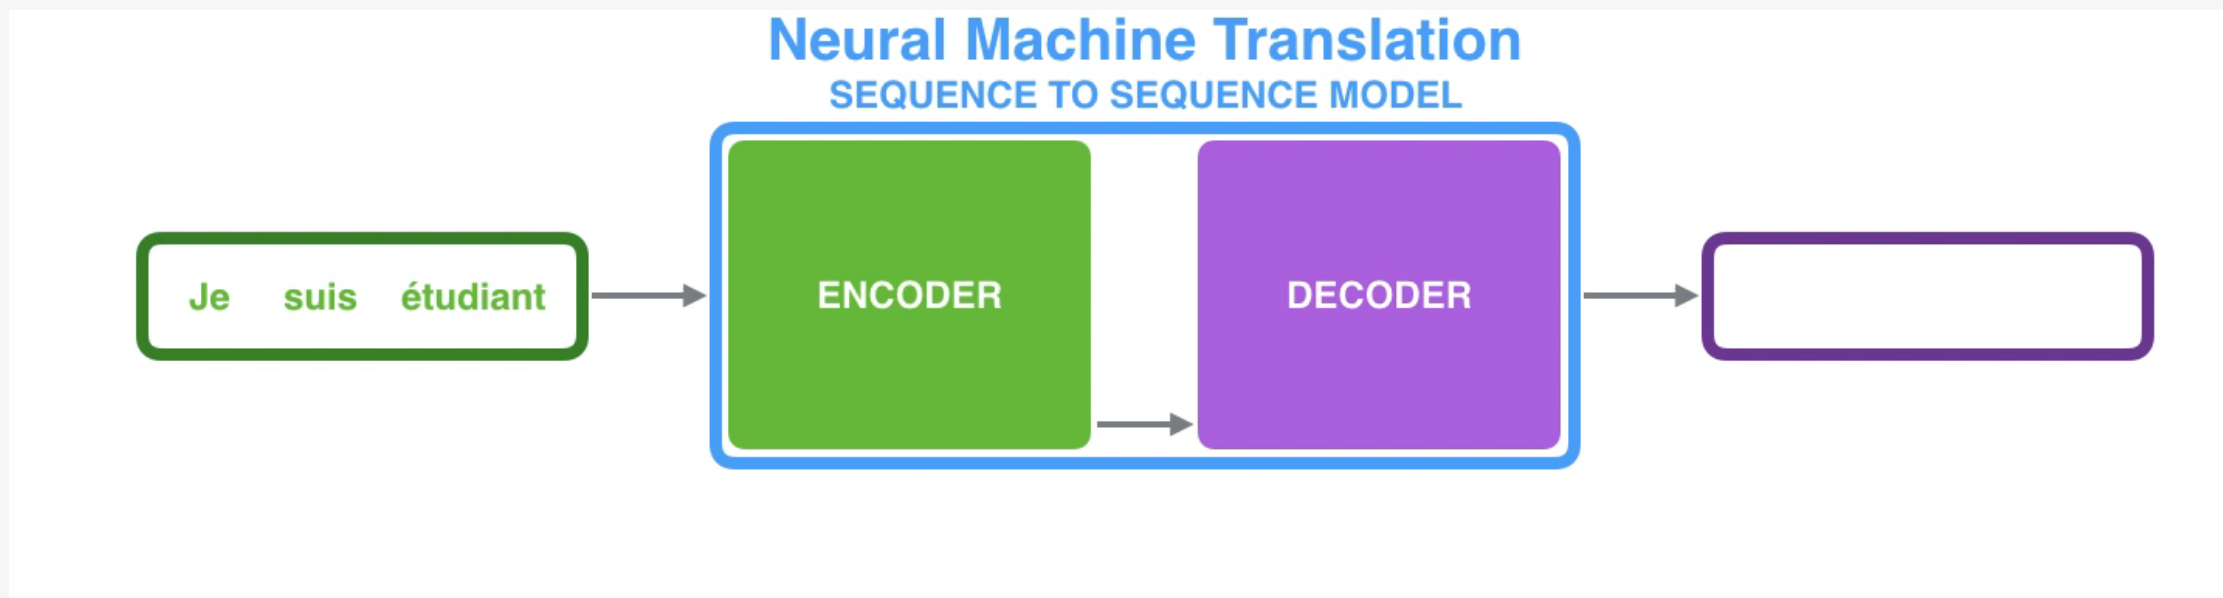 Neural Machine Translation
SEQUENCE TO SEQUENCE MODEL
Je suis étudiant
ENCODER
DECODER